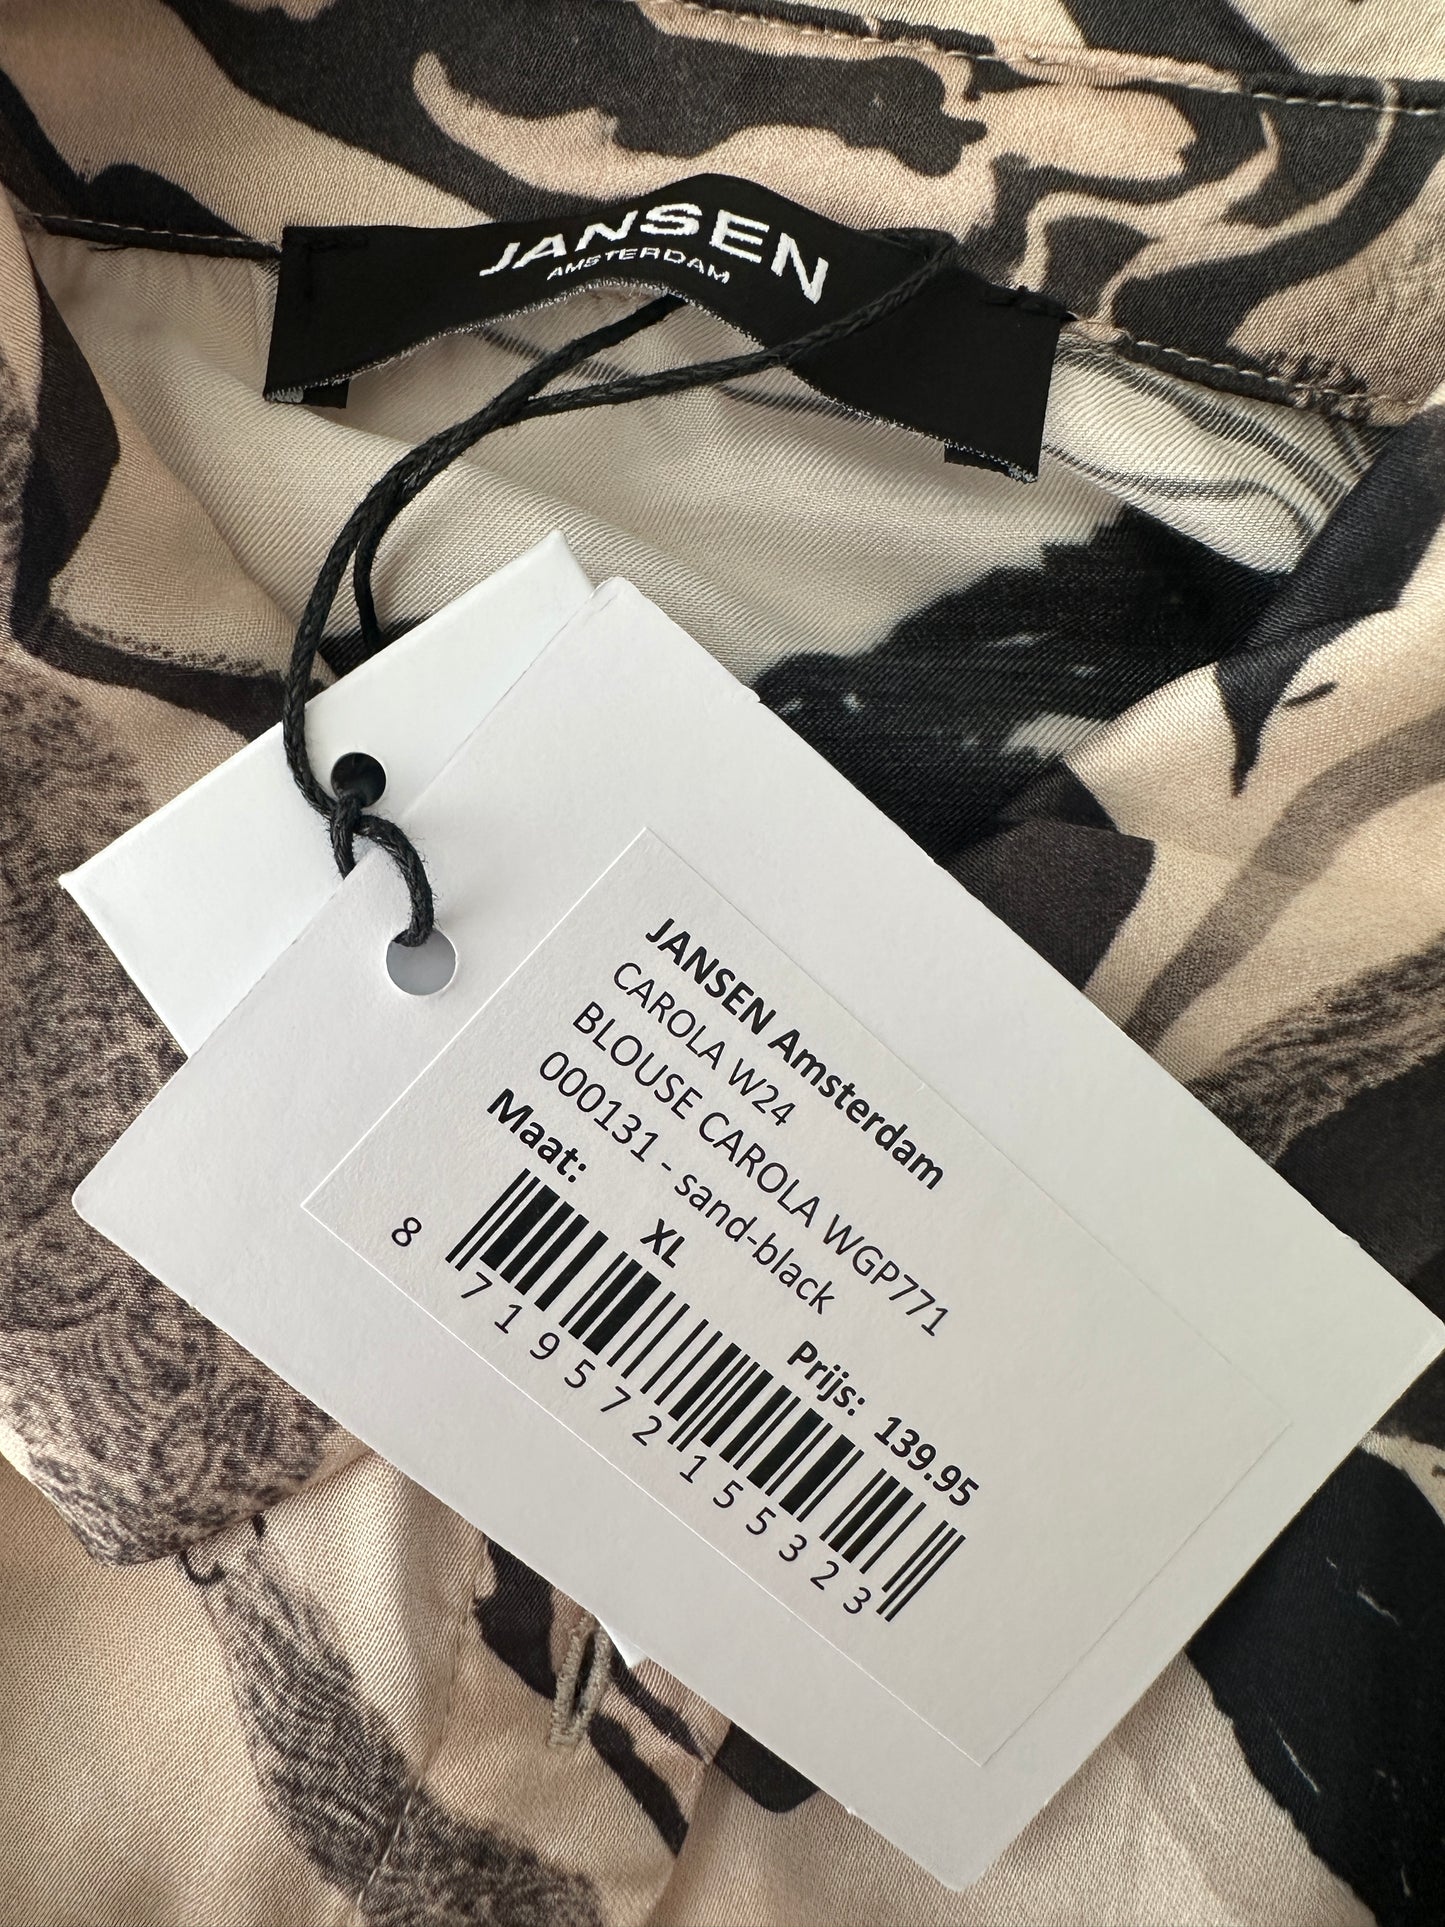 JANSEN
AMSTERDAM
JANSEN Amsterdam
CAROLA W24
BLOUSE CAROLA WGP771
000131 - sand-black
Maat: XL Prijs: 139.95
8 719572 155323